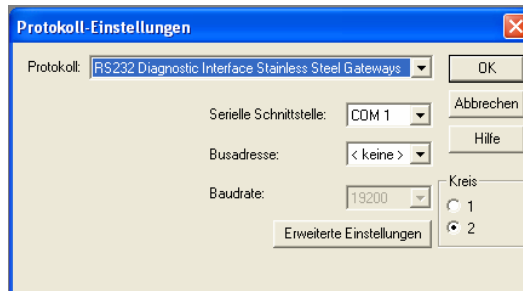 Protokoll-Einstellungen
Protokoll: RS232 Diagnostic Interface Stainless Steel Gateways
OK
Serielle Schnittstelle: COM 1
Abbrechen
Busadresse: < keine >
Hilfe
Baudrate: 19200
Kreis
1
2
Erweiterte Einstellungen